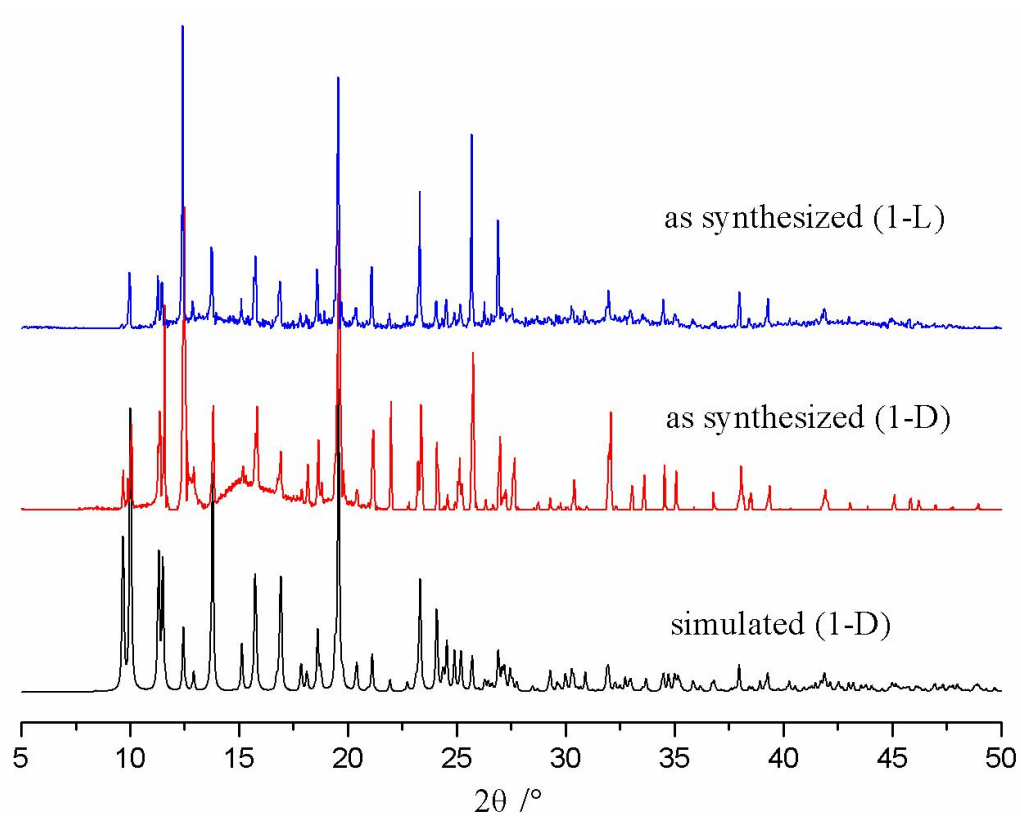 as synthesized (1-L)
as synthesized (1-D)
simulated (1-D)
5 10 15 20 25 30 35 40 45 50
2θ /°